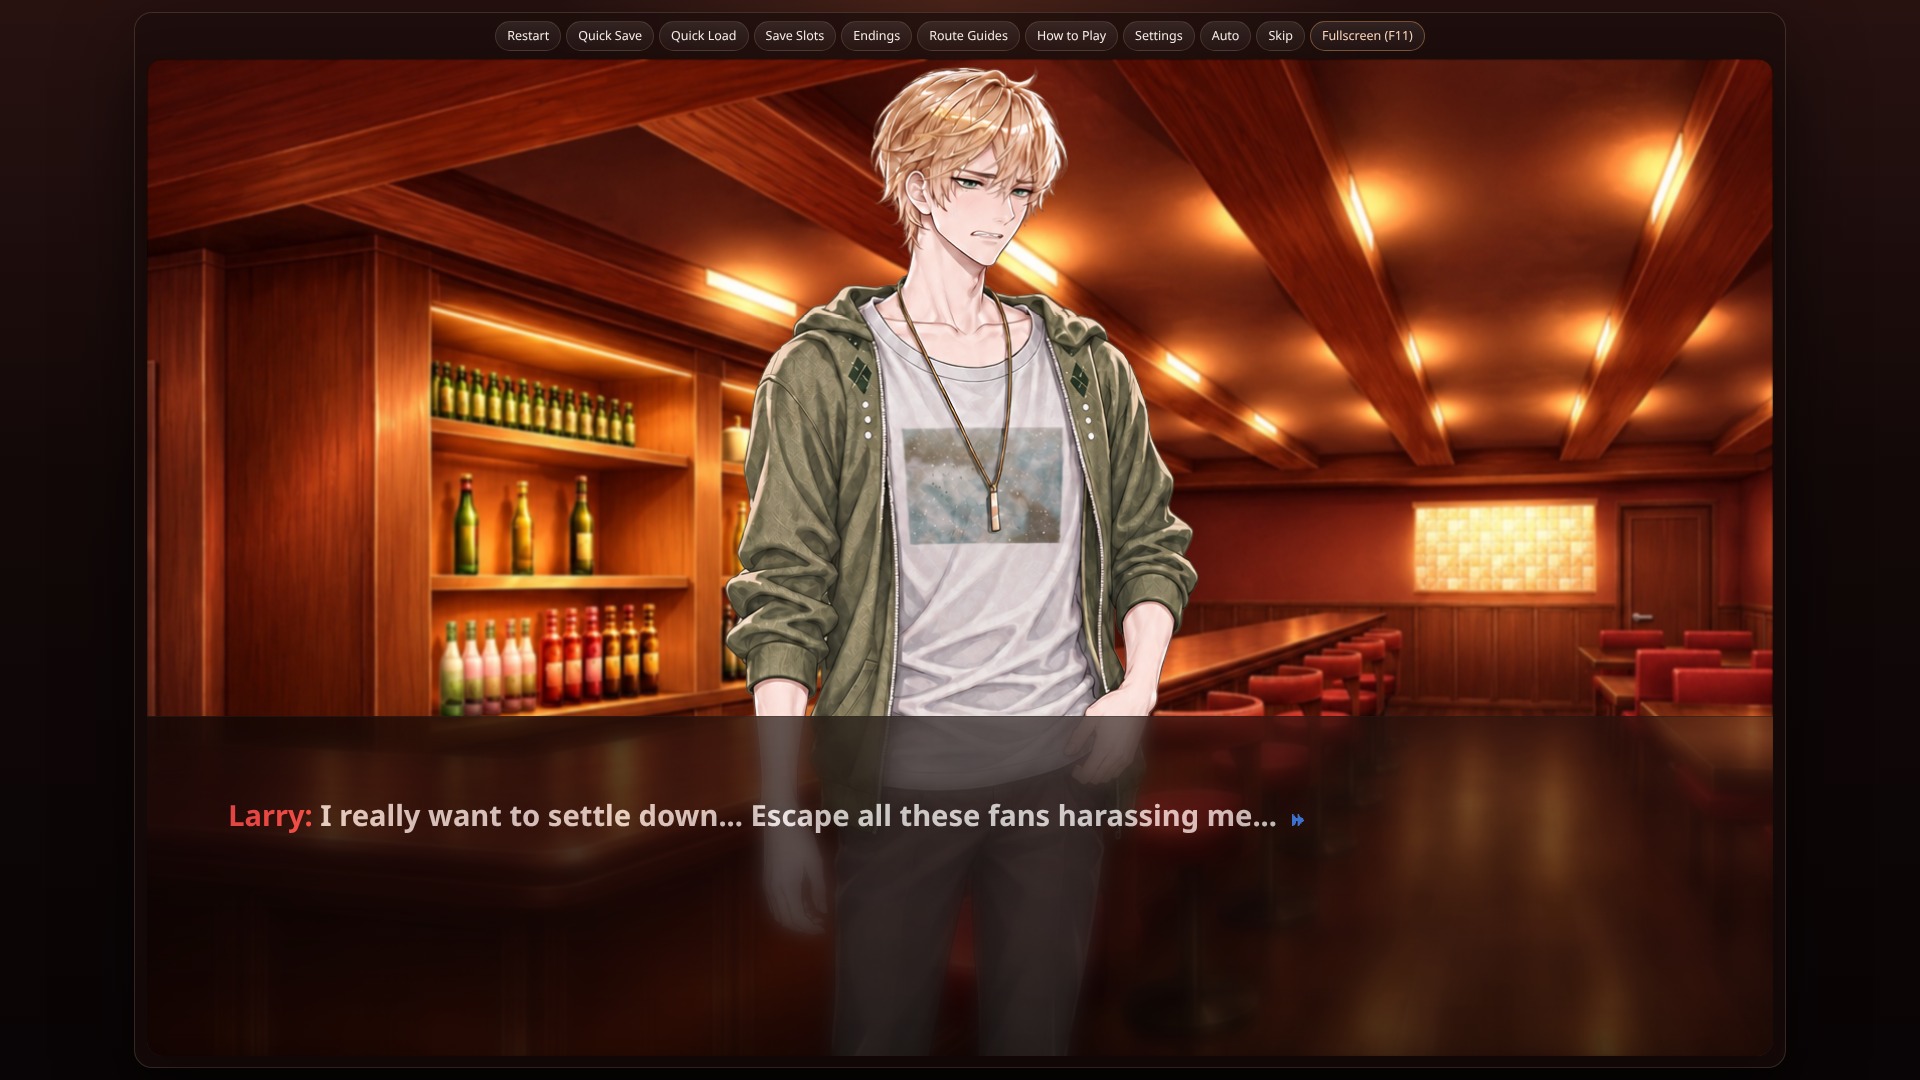 Restart Quick Save Quick Load Save Slots Endings Route Guides How to Play Settings Auto Skip Fullscreen (F11)
Larry: I really want to settle down... Escape all these fans harassing me...